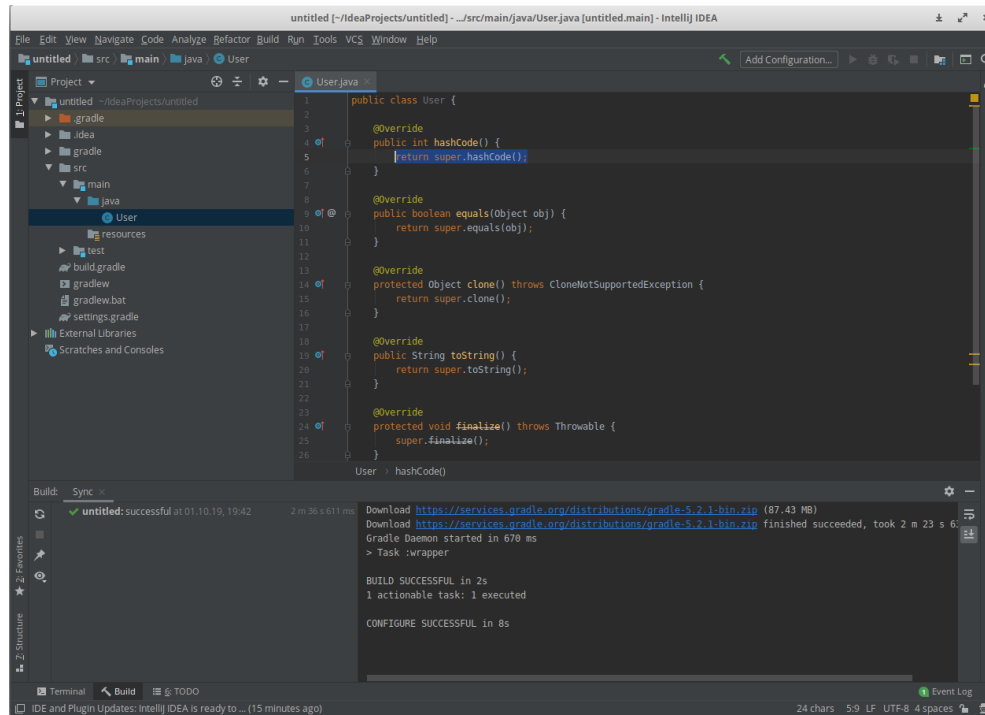 untitled [~/IdeaProjects/untitled] - .../src/main/java/User.java [untitled.main] - IntelliJ IDEA
File Edit View Navigate Code Analyze Refactor Build Run Tools VCS Window Help
untitled src main java User
Add Configuration...
1: Project
Project
User.java
untitled ~/IdeaProjects/untitled
.gradle
.idea
gradle
src
main
java
User
resources
test
build.gradle
gradlew
gradlew.bat
settings.gradle
External Libraries
Scratches and Consoles
1 public class User {
2
3 @Override
4 public int hashCode() {
5 return super.hashCode();
6 }
7
8 @Override
9 @ public boolean equals(Object obj) {
10 return super.equals(obj);
11 }
12
13 @Override
14 protected Object clone() throws CloneNotSupportedException {
15 return super.clone();
16 }
17
18 @Override
19 public String toString() {
20 return super.toString();
21 }
22
23 @Override
24 protected void finalize() throws Throwable {
25 super.finalize();
26 }
User › hashCode()
Build: Sync
untitled: successful at 01.10.19, 19:42 2 m 36 s 611 ms
Download https://services.gradle.org/distributions/gradle-5.2.1-bin.zip (87.43 MB)
Download https://services.gradle.org/distributions/gradle-5.2.1-bin.zip finished succeeded, took 2 m 23 s
Gradle Daemon started in 670 ms
> Task :wrapper
BUILD SUCCESSFUL in 2s
1 actionable task: 1 executed
CONFIGURE SUCCESSFUL in 8s
2: Favorites
Z: Structure
Terminal Build 6: TODO
1 Event Log
IDE and Plugin Updates: IntelliJ IDEA is ready to ... (15 minutes ago)
24 chars 5:9 LF UTF-8 4 spaces